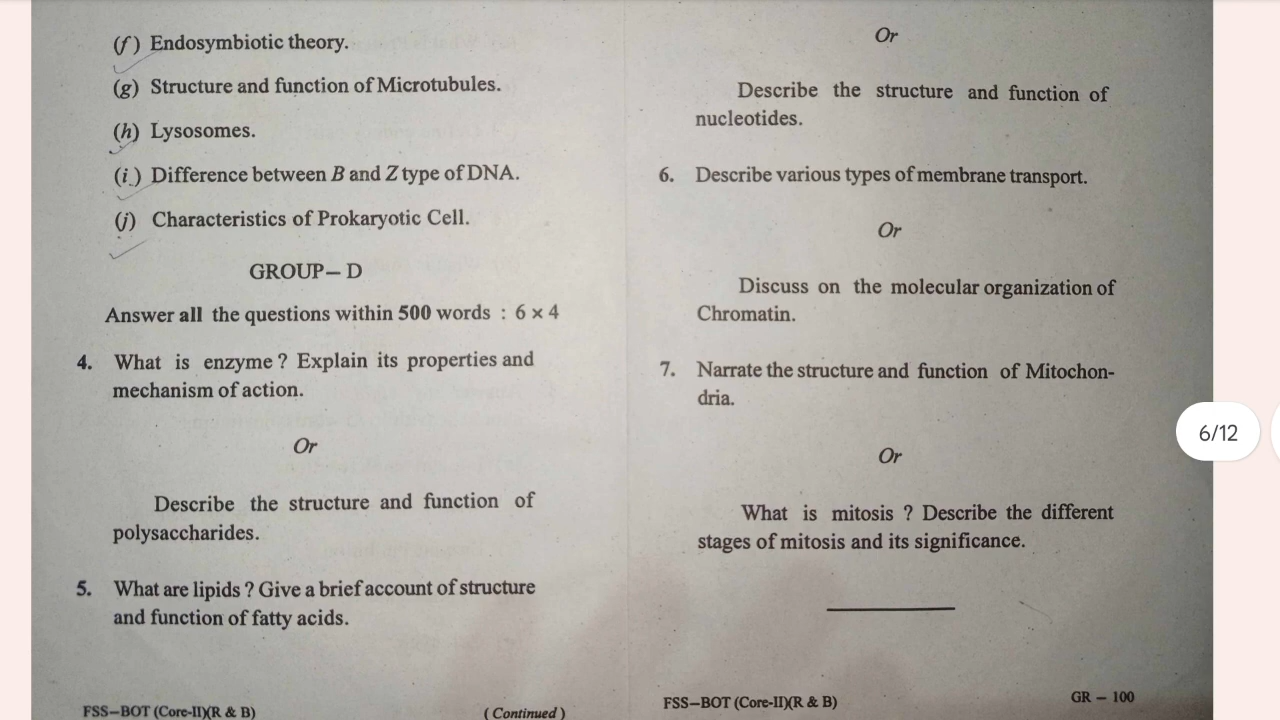 (f) Endosymbiotic theory.
(g) Structure and function of Microtubules.
(h) Lysosomes.
(i) Difference between B and Z type of DNA.
(j) Characteristics of Prokaryotic Cell.
GROUP – D
Answer all the questions within 500 words : 6 × 4
4. What is enzyme ? Explain its properties and
mechanism of action.
Or
Describe the structure and function of
polysaccharides.
5. What are lipids ? Give a brief account of structure
and function of fatty acids.
FSS–BOT (Core-II)(R & B)
( Continued )
Or
Describe the structure and function of
nucleotides.
6. Describe various types of membrane transport.
Or
Discuss on the molecular organization of
Chromatin.
7. Narrate the structure and function of Mitochon-
dria.
Or
What is mitosis ? Describe the different
stages of mitosis and its significance.
FSS–BOT (Core-II)(R & B)
GR – 100
6/12